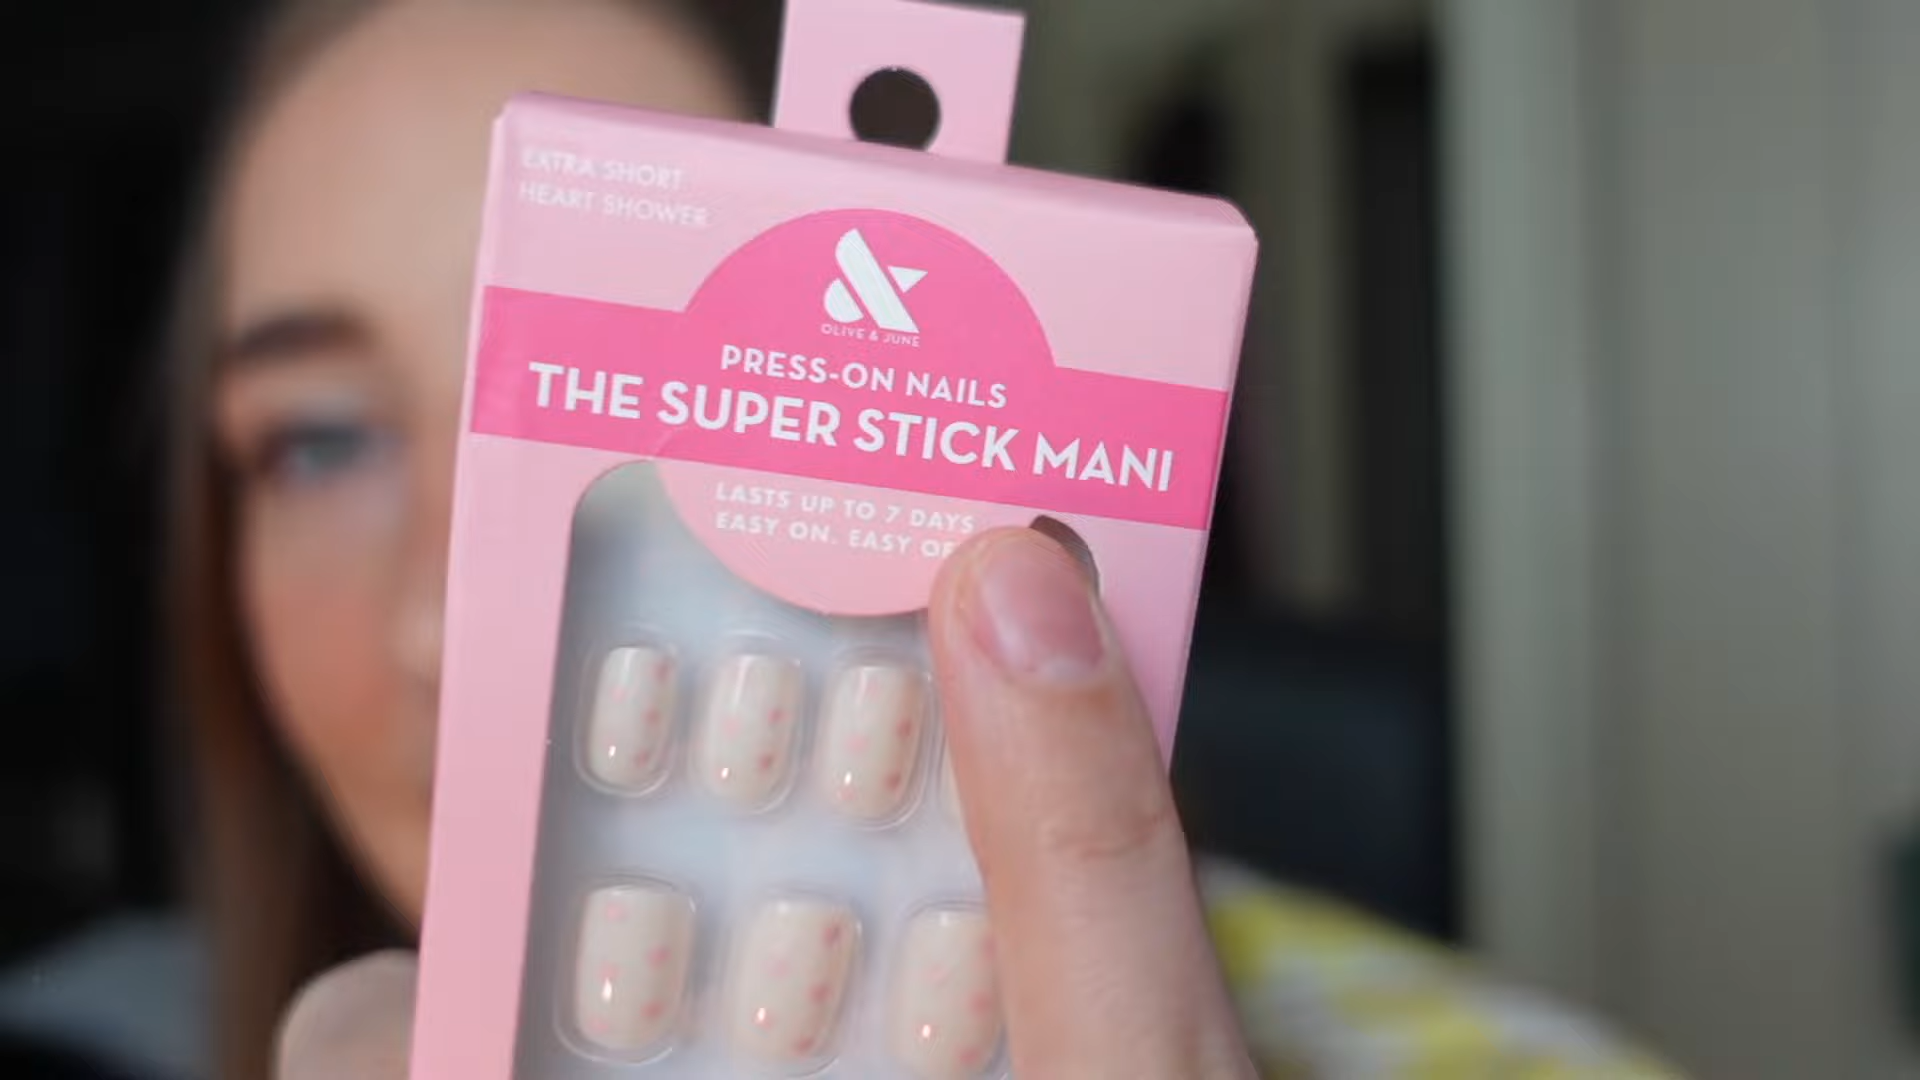 EXTRA SHORT
HEART SHOWER
OLIVE & JUNE
PRESS-ON NAILS
THE SUPER STICK MANI
LASTS UP TO 7 DAYS
EASY ON. EASY